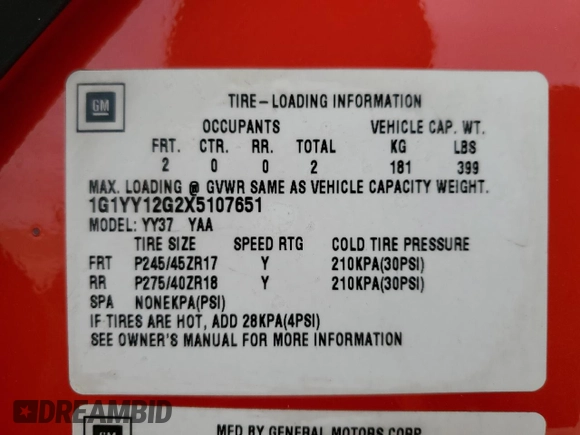 GM
TIRE-LOADING INFORMATION
OCCUPANTS VEHICLE CAP. WT.
FRT. CTR. RR. TOTAL KG LBS
2 0 0 2 181 399
MAX. LOADING @ GVWR SAME AS VEHICLE CAPACITY WEIGHT.
1G1YY12G2X5107651
MODEL: YY37 YAA
TIRE SIZE SPEED RTG COLD TIRE PRESSURE
FRT P245/45ZR17 Y 210KPA(30PSI)
RR P275/40ZR18 Y 210KPA(30PSI)
SPA NONEKPA(PSI)
IF TIRES ARE HOT, ADD 28KPA(4PSI)
SEE OWNER'S MANUAL FOR MORE INFORMATION
DREAMBID
GM
MFD BY GENERAL MOTORS CORP